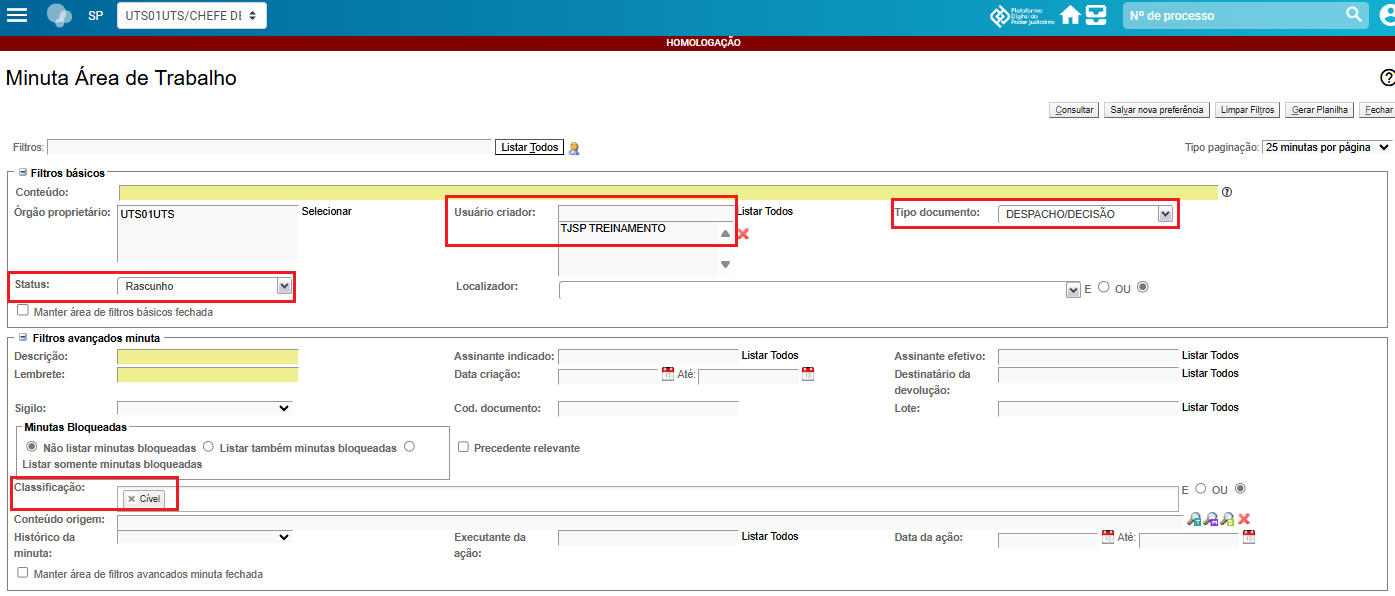 SP UTS01UTS/CHEFE DI Plataforma Digital do Poder Judiciário Nº de processo
HOMOLOGAÇÃO
Minuta Área de Trabalho
Consultar Salvar nova preferência Limpar Filtros Gerar Planilha Fechar
Filtros: Listar Todos Tipo paginação: 25 minutas por página
Filtros básicos
Conteúdo:
Órgão proprietário: UTS01UTS Selecionar Usuário criador: Listar Todos Tipo documento: DESPACHO/DECISÃO
TJSP TREINAMENTO
Status: Rascunho Localizador: E OU
Manter área de filtros básicos fechada
Filtros avançados minuta
Descrição: Assinante indicado: Listar Todos Assinante efetivo: Listar Todos
Lembrete: Data criação: Até: Destinatário da devolução: Listar Todos
Sigilo: Cod. documento: Lote: Listar Todos
Minutas Bloqueadas
Não listar minutas bloqueadas Listar também minutas bloqueadas Precedente relevante
Listar somente minutas bloqueadas
Classificação: Cível E OU
Conteúdo origem:
Histórico da minuta: Executante da ação: Listar Todos Data da ação: Até:
Manter área de filtros avancados minuta fechada